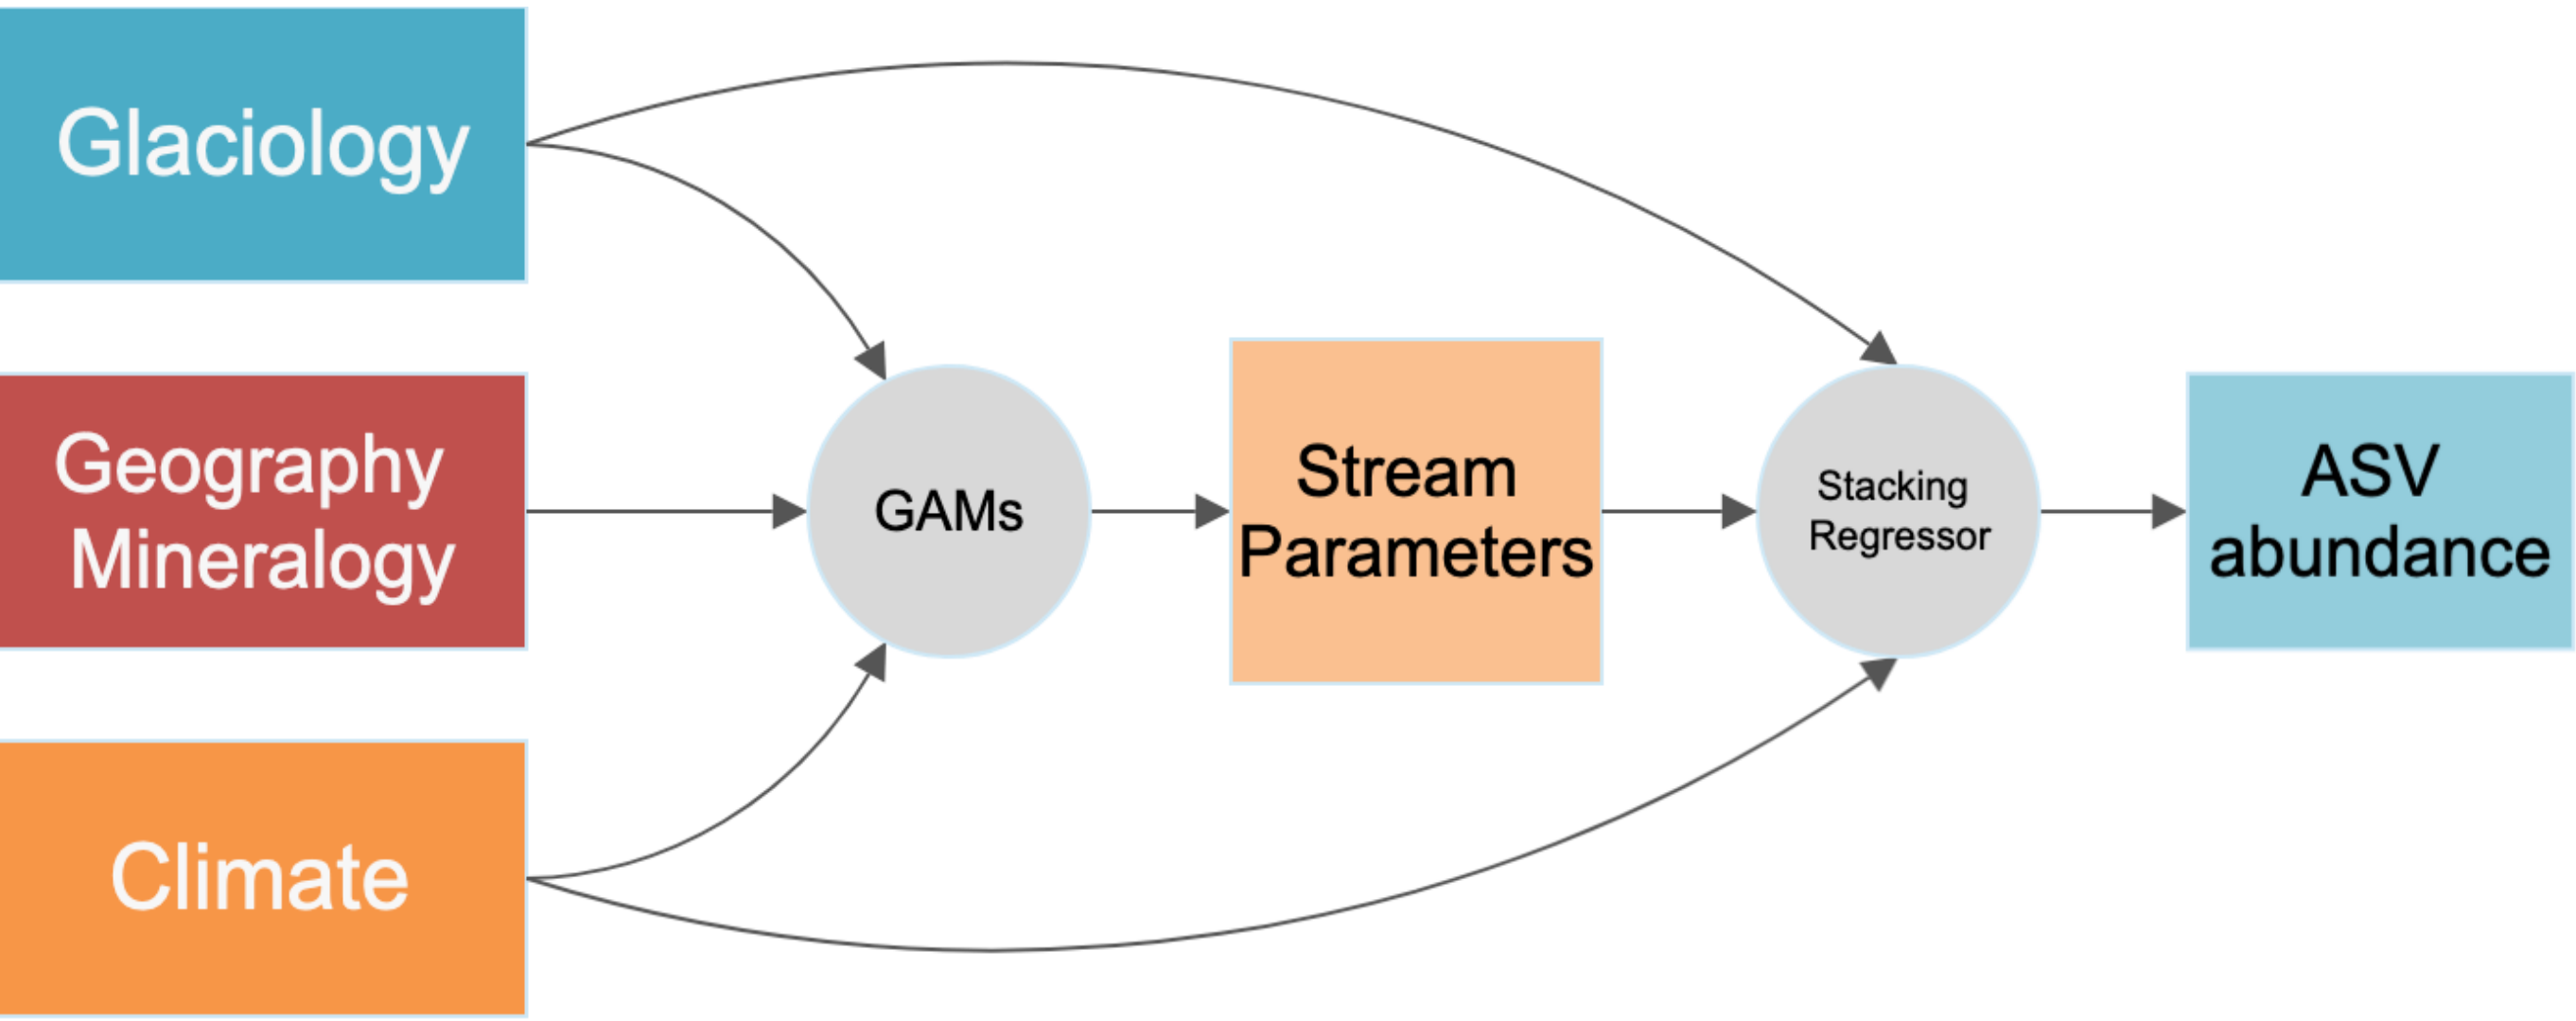 Glaciology
Geography
Mineralogy
Climate
GAMs
Stream
Parameters
Stacking
Regressor
ASV
abundance